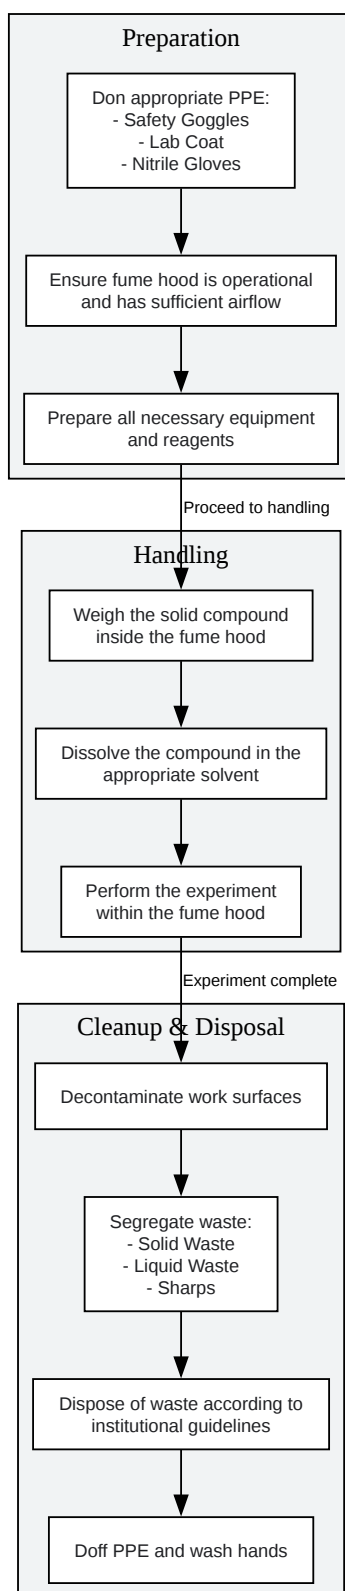 Preparation
Don appropriate PPE:
- Safety Goggles
- Lab Coat
- Nitrile Gloves
Ensure fume hood is operational
and has sufficient airflow
Prepare all necessary equipment
and reagents
Proceed to handling
Handling
Weigh the solid compound
inside the fume hood
Dissolve the compound in the
appropriate solvent
Perform the experiment
within the fume hood
Experiment complete
Cleanup & Disposal
Decontaminate work surfaces
Segregate waste:
- Solid Waste
- Liquid Waste
- Sharps
Dispose of waste according to
institutional guidelines
Doff PPE and wash hands